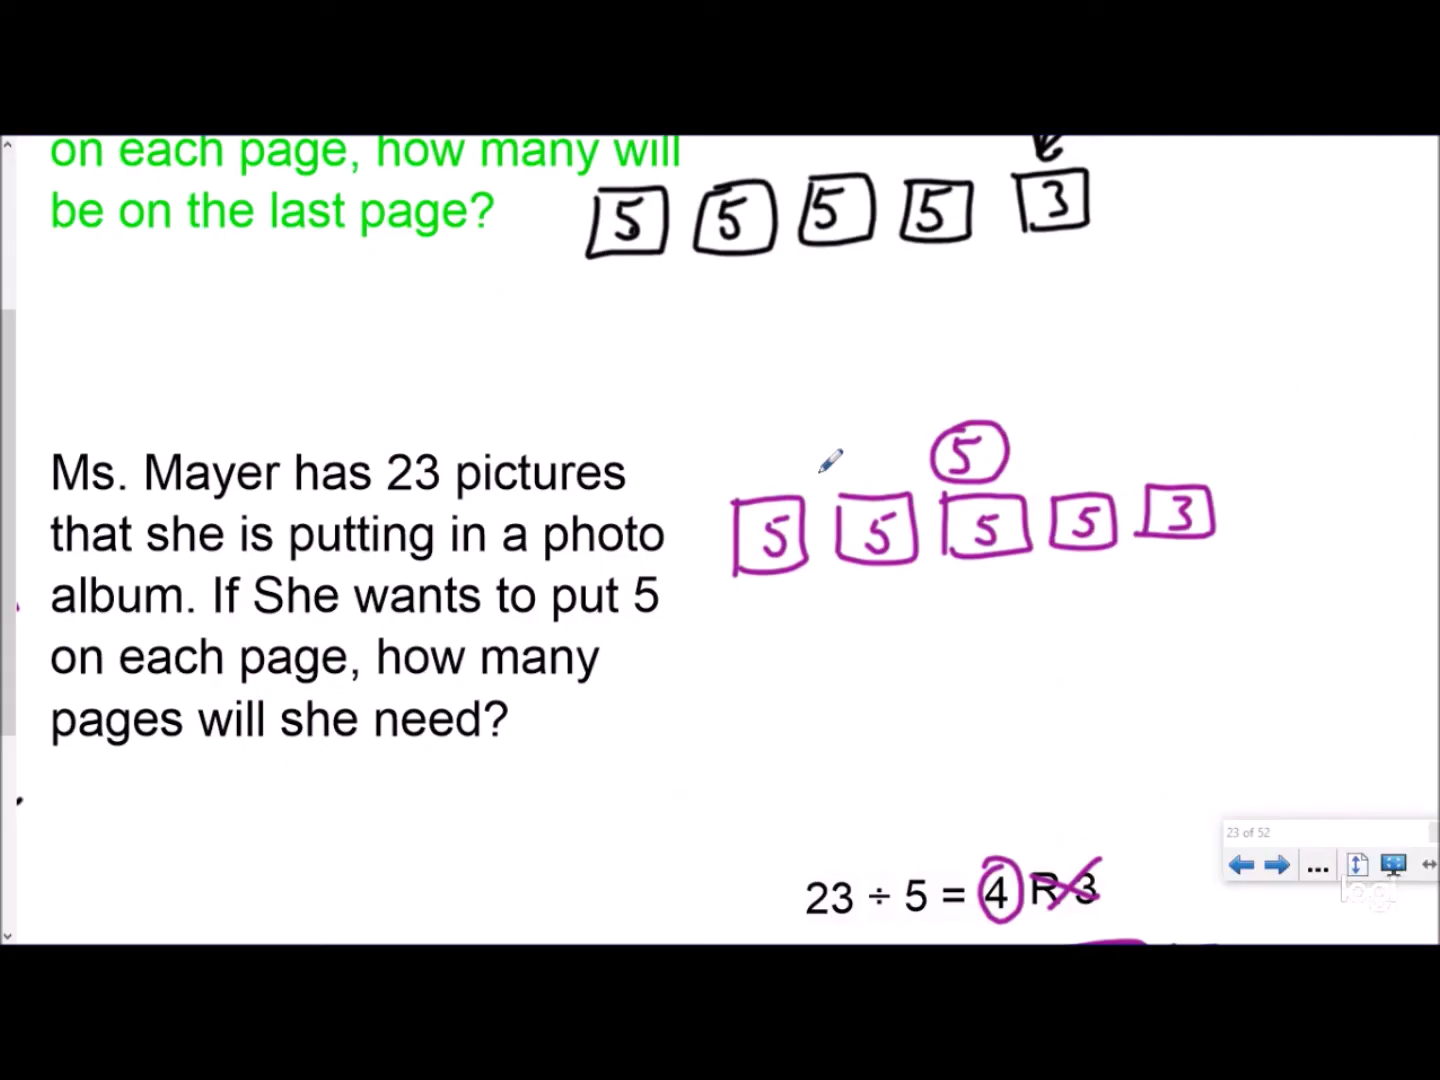 on each page, how many will
be on the last page?
5 5 5 5 3
5
Ms. Mayer has 23 pictures
that she is putting in a photo
album. If She wants to put 5
on each page, how many
pages will she need?
5 5 5 5 3
23 of 52
...
23 ÷ 5 = 4 R 3